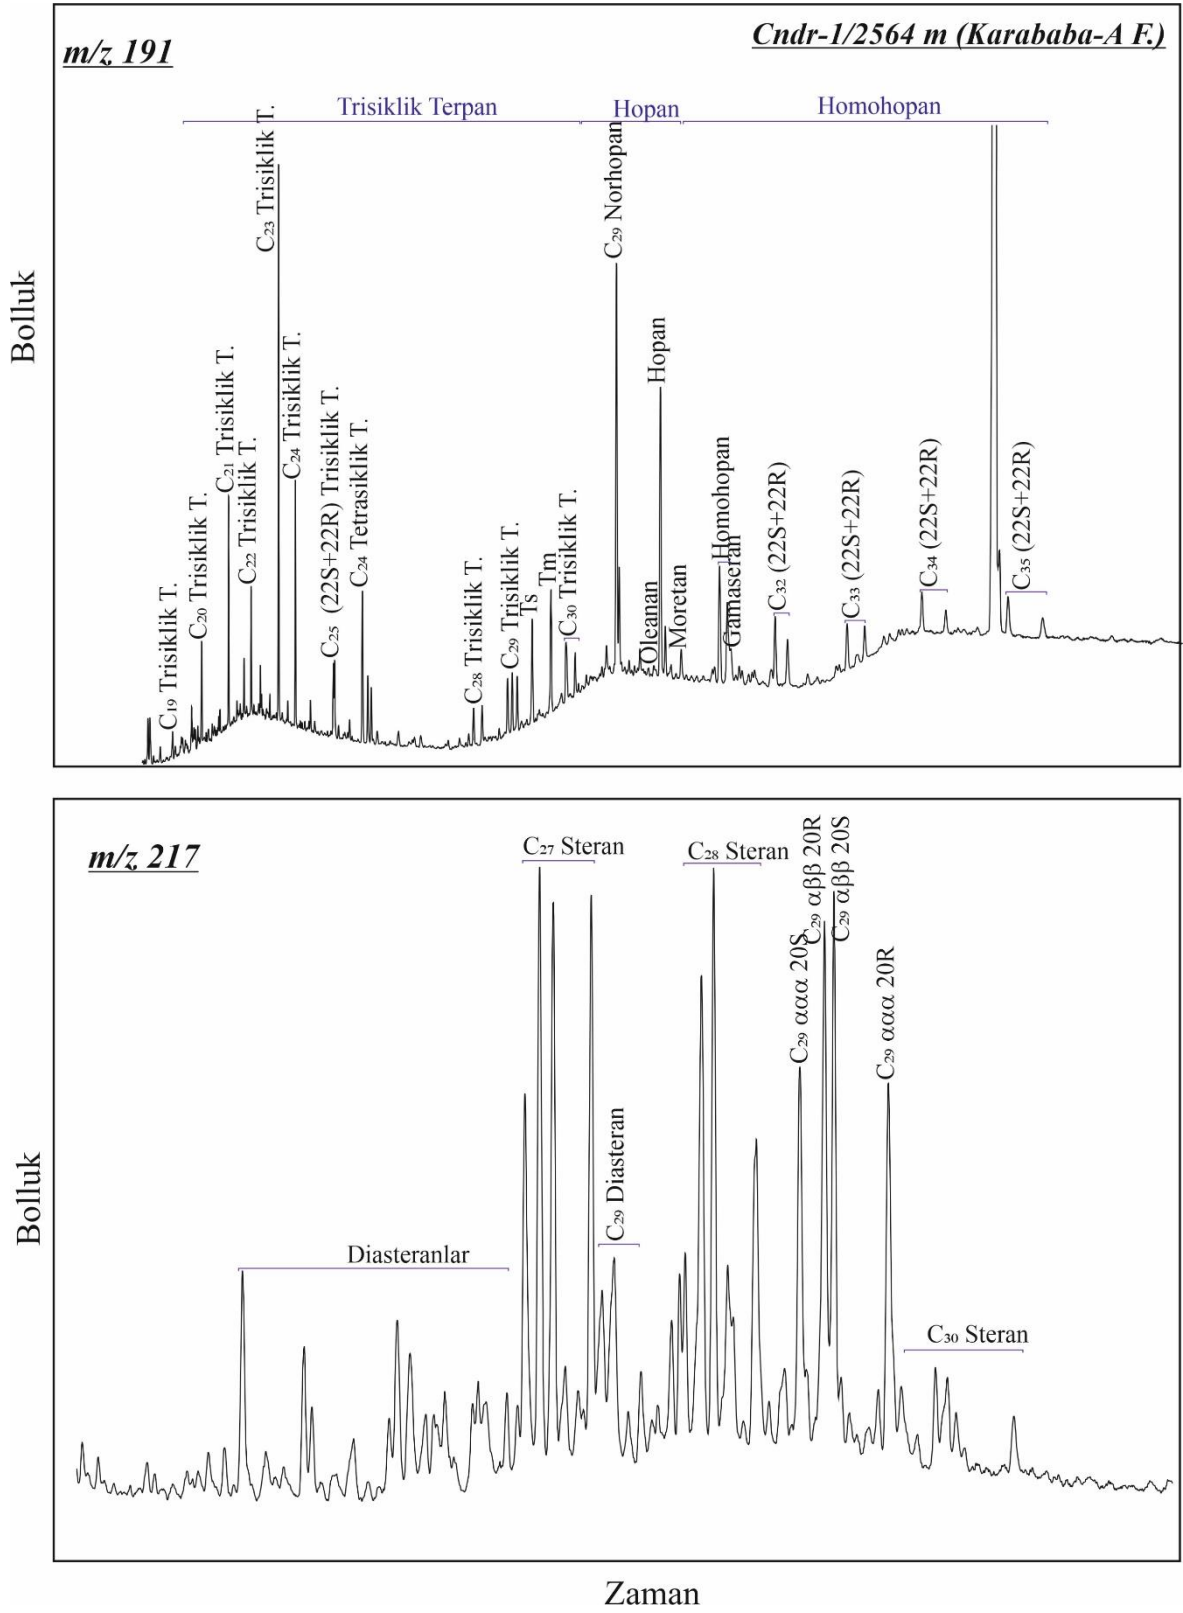 m/z 191
Cndr-1/2564 m (Karababa-A F.)
Trisiklik Terpan
Hopan
Homohopan
Bolluk
C₁₉ Trisiklik T.
C₂₀ Trisiklik T.
C₂₁ Trisiklik T.
C₂₂ Trisiklik T.
C₂₃ Trisiklik T.
C₂₄ Trisiklik T.
C₂₅ (22S+22R) Trisiklik T.
C₂₄ Tetrasiklik T.
C₂₈ Trisiklik T.
C₂₉ Trisiklik T.
Ts
Tm
C₃₀ Trisiklik T.
C₂₉ Norhopan
Oleanan
Hopan
Moretan
Homohopan
Gamaseran
C₃₂ (22S+22R)
C₃₃ (22S+22R)
C₃₄ (22S+22R)
C₃₅ (22S+22R)
m/z 217
Bolluk
Diasteranlar
C₂₇ Steran
C₂₉ Diasteran
C₂₈ Steran
C₂₉ ααα 20S
C₂₉ αββ 20R
C₂₉ αββ 20S
C₂₉ ααα 20R
C₃₀ Steran
Zaman